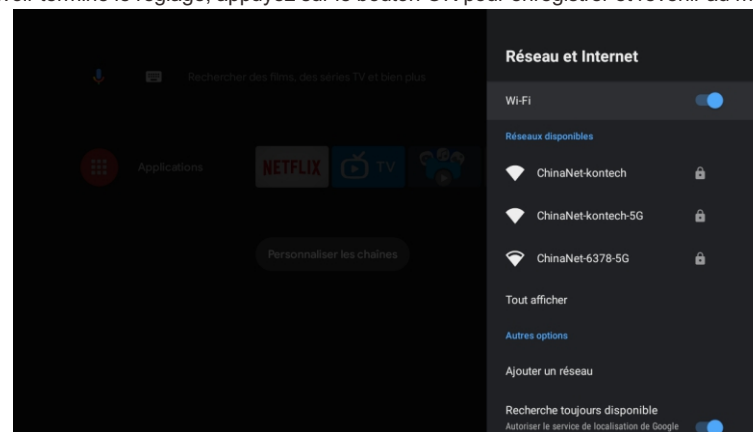 Rechercher des films, des séries TV et bien plus
Applications
NETFLIX
TV
Personnaliser les chaînes
Réseau et Internet
Wi-Fi
Réseaux disponibles
ChinaNet-kontech
ChinaNet-kontech-5G
ChinaNet-6378-5G
Tout afficher
Autres options
Ajouter un réseau
Recherche toujours disponible
Autoriser le service de localisation de Google